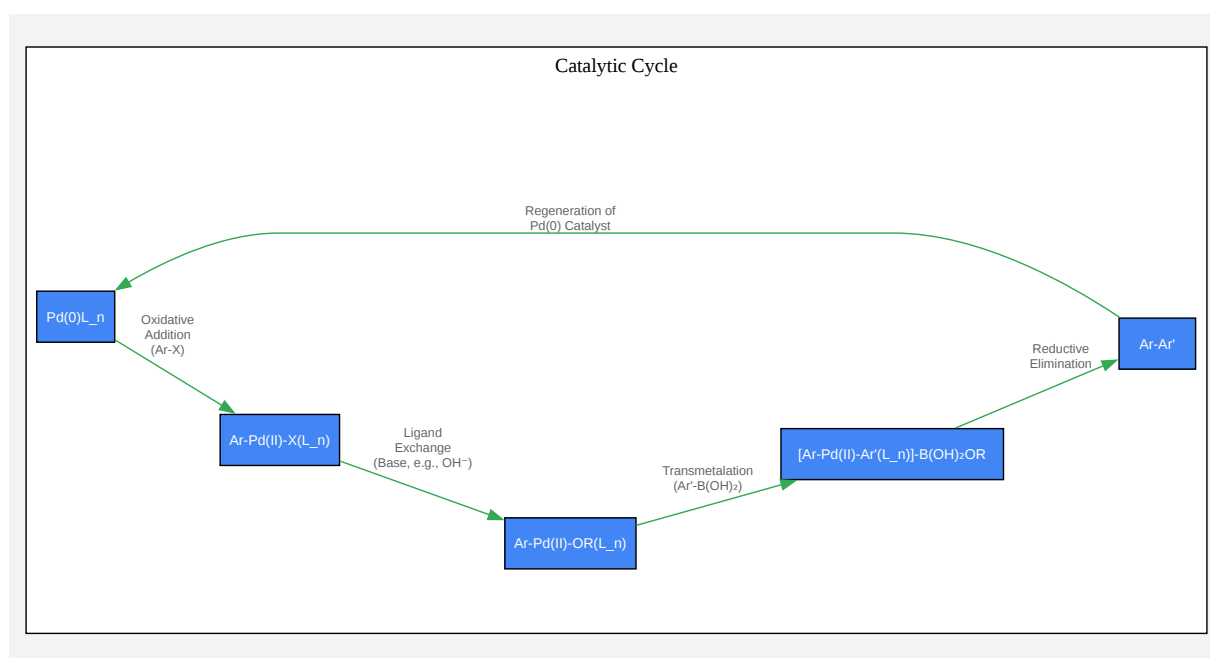 Catalytic Cycle
Regeneration of
Pd(0) Catalyst
Pd(0)L_n
Oxidative
Addition
(Ar-X)
Ar-Pd(II)-X(L_n)
Ligand
Exchange
(Base, e.g., OH⁻)
Ar-Pd(II)-OR(L_n)
Transmetalation
(Ar'-B(OH)₂)
[Ar-Pd(II)-Ar'(L_n)]-B(OH)₂OR
Reductive
Elimination
Ar-Ar'